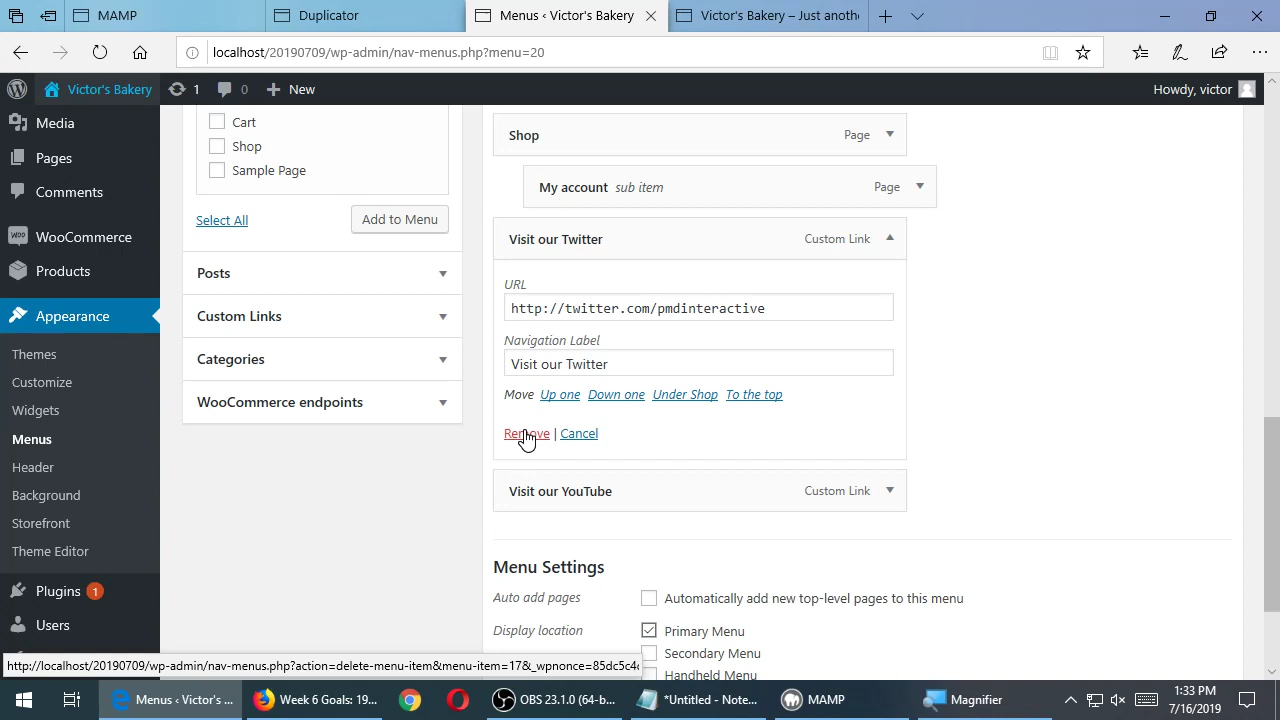 MAMP
Duplicator
Menus ‹ Victor's Bakery
Victor's Bakery – Just anoth
localhost/20190709/wp-admin/nav-menus.php?menu=20
Victor's Bakery
1
0
New
Howdy, victor
Media
Pages
Comments
WooCommerce
Products
Appearance
Themes
Customize
Widgets
Menus
Header
Background
Storefront
Theme Editor
Plugins 1
Users
Cart
Shop
Sample Page
Select All
Add to Menu
Posts
Custom Links
Categories
WooCommerce endpoints
Shop Page
My account sub item Page
Visit our Twitter Custom Link
URL
http://twitter.com/pmdinteractive
Navigation Label
Visit our Twitter
Move Up one Down one Under Shop To the top
Remove | Cancel
Visit our YouTube Custom Link
Menu Settings
Auto add pages
Automatically add new top-level pages to this menu
Display location
Primary Menu
Secondary Menu
Handheld Menu
http://localhost/20190709/wp-admin/nav-menus.php?action=delete-menu-item&menu-item=17&_wpnonce=85dc5c4
Menus ‹ Victor's ...
Week 6 Goals: 19...
OBS 23.1.0 (64-b...
*Untitled - Note...
MAMP
Magnifier
1:33 PM
7/16/2019